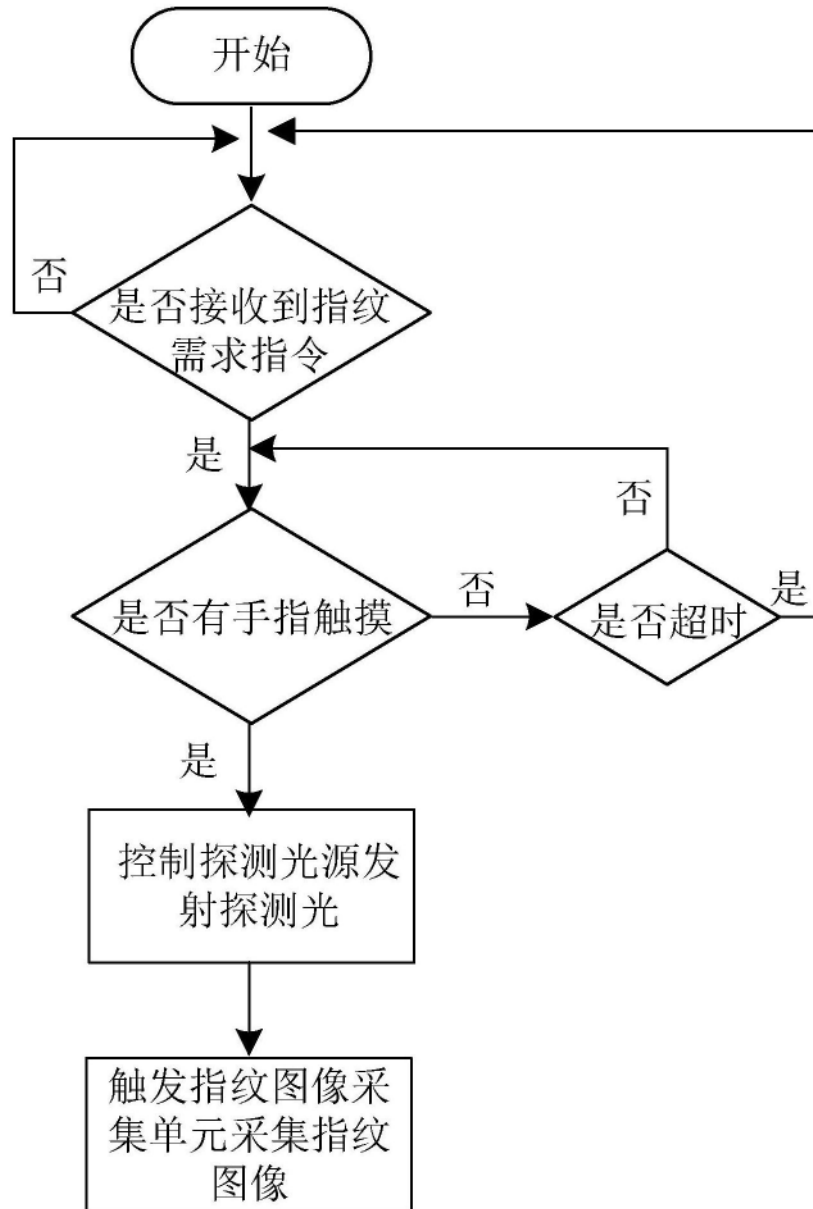 开始
否
是否接收到指纹
需求指令
是
否
是否有手指触摸
否
是否超时
是
是
控制探测光源发
射探测光
触发指纹图像采
集单元采集指纹
图像